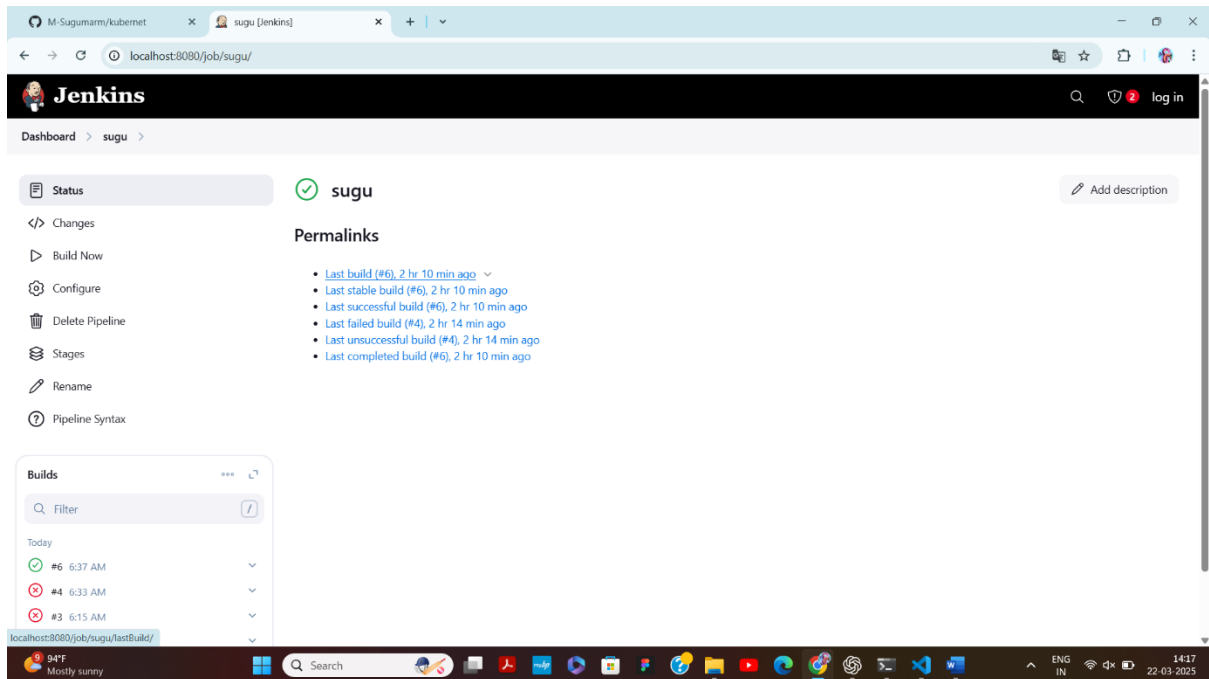 M-Sugumarm/kubernet
sugu [Jenkins]
localhost:8080/job/sugu/
Jenkins
2
log in
Dashboard > sugu >
Status
sugu
Add description
Changes
Permalinks
Build Now
Last build (#6), 2 hr 10 min ago
Configure
Last stable build (#6), 2 hr 10 min ago
Last successful build (#6), 2 hr 10 min ago
Delete Pipeline
Last failed build (#4), 2 hr 14 min ago
Last unsuccessful build (#4), 2 hr 14 min ago
Stages
Last completed build (#6), 2 hr 10 min ago
Rename
Pipeline Syntax
Builds
Filter
/
Today
#6 6:37 AM
#4 6:33 AM
#3 6:15 AM
localhost:8080/job/sugu/lastBuild/
9
94°F
Mostly sunny
Search
ENG
IN
14:17
22-03-2025